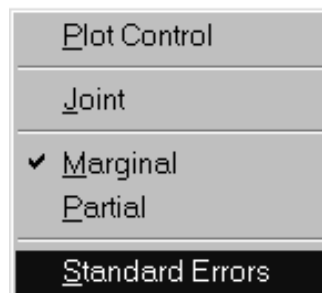 Plot Control
Joint
Marginal
Partial
Standard Errors